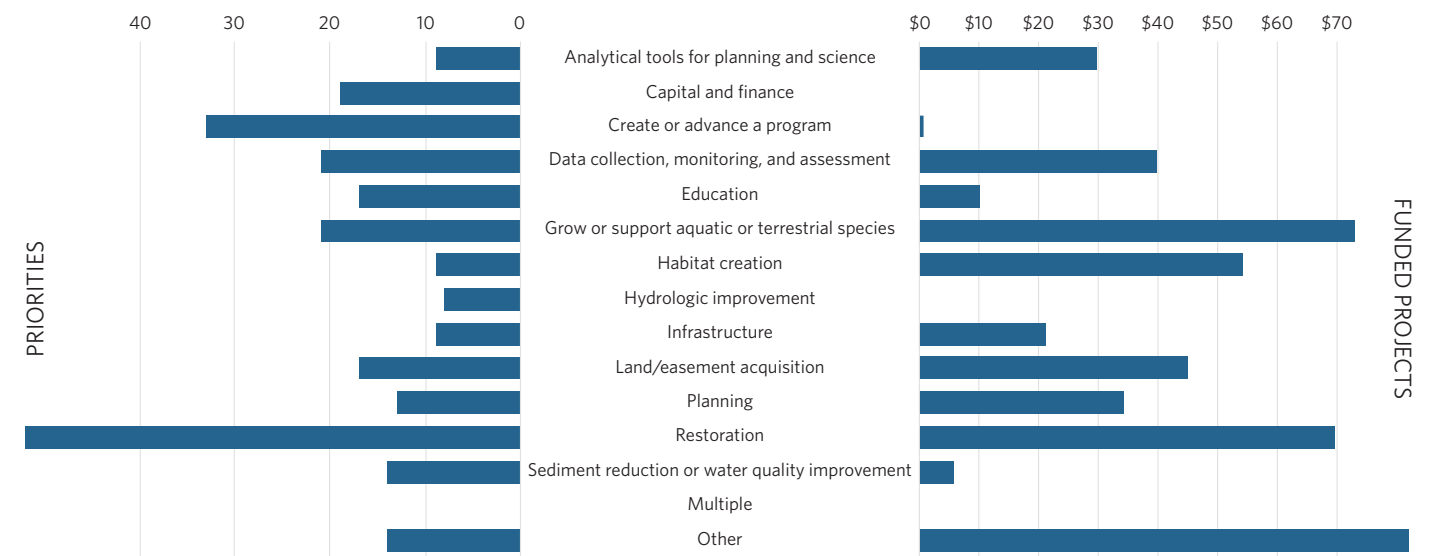 40 30 20 10 0 $0 $10 $20 $30 $40 $50 $60 $70
Analytical tools for planning and science
Capital and finance
Create or advance a program
Data collection, monitoring, and assessment
Education
Grow or support aquatic or terrestrial species
Habitat creation
Hydrologic improvement
Infrastructure
Land/easement acquisition
Planning
Restoration
Sediment reduction or water quality improvement
Multiple
Other
PRIORITIES
FUNDED PROJECTS